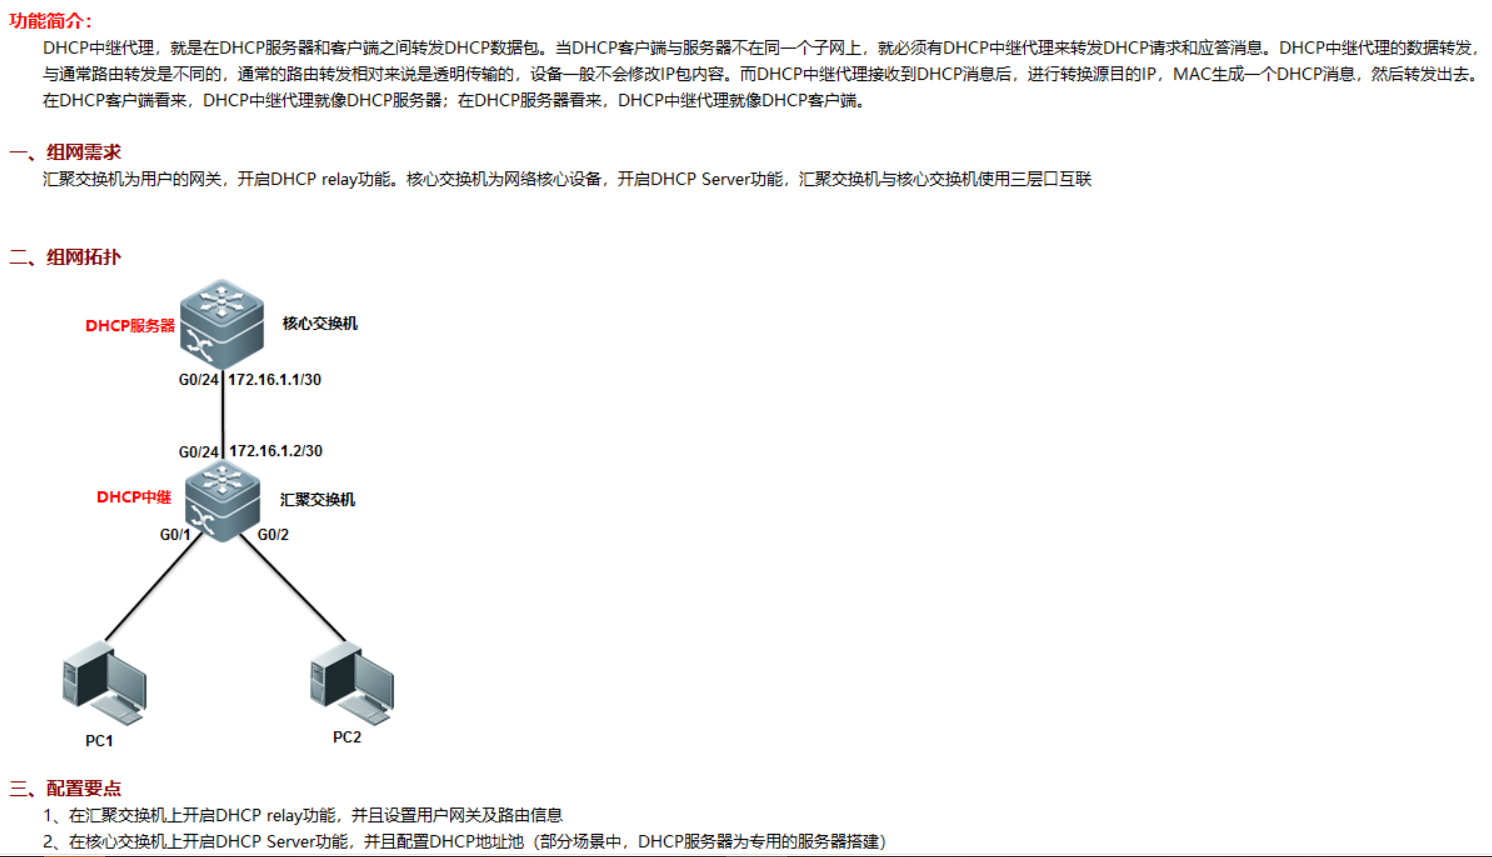 功能简介：
DHCP中继代理，就是在DHCP服务器和客户端之间转发DHCP数据包。当DHCP客户端与服务器不在同一个子网上，就必须有DHCP中继代理来转发DHCP请求和应答消息。DHCP中继代理的数据转发，
与通常路由转发是不同的，通常的路由转发相对来说是透明传输的，设备一般不会修改IP包内容。而DHCP中继代理接收到DHCP消息后，进行转换源目的IP，MAC生成一个DHCP消息，然后转发出去。
在DHCP客户端看来，DHCP中继代理就像DHCP服务器；在DHCP服务器看来，DHCP中继代理就像DHCP客户端。
一、组网需求
汇聚交换机为用户的网关，开启DHCP relay功能。核心交换机为网络核心设备，开启DHCP Server功能，汇聚交换机与核心交换机使用三层口互联
二、组网拓扑
DHCP服务器
核心交换机
G0/24 172.16.1.1/30
G0/24 172.16.1.2/30
DHCP中继
汇聚交换机
G0/1
G0/2
PC1
PC2
三、配置要点
1、在汇聚交换机上开启DHCP relay功能，并且设置用户网关及路由信息
2、在核心交换机上开启DHCP Server功能，并且配置DHCP地址池（部分场景中，DHCP服务器为专用的服务器搭建）